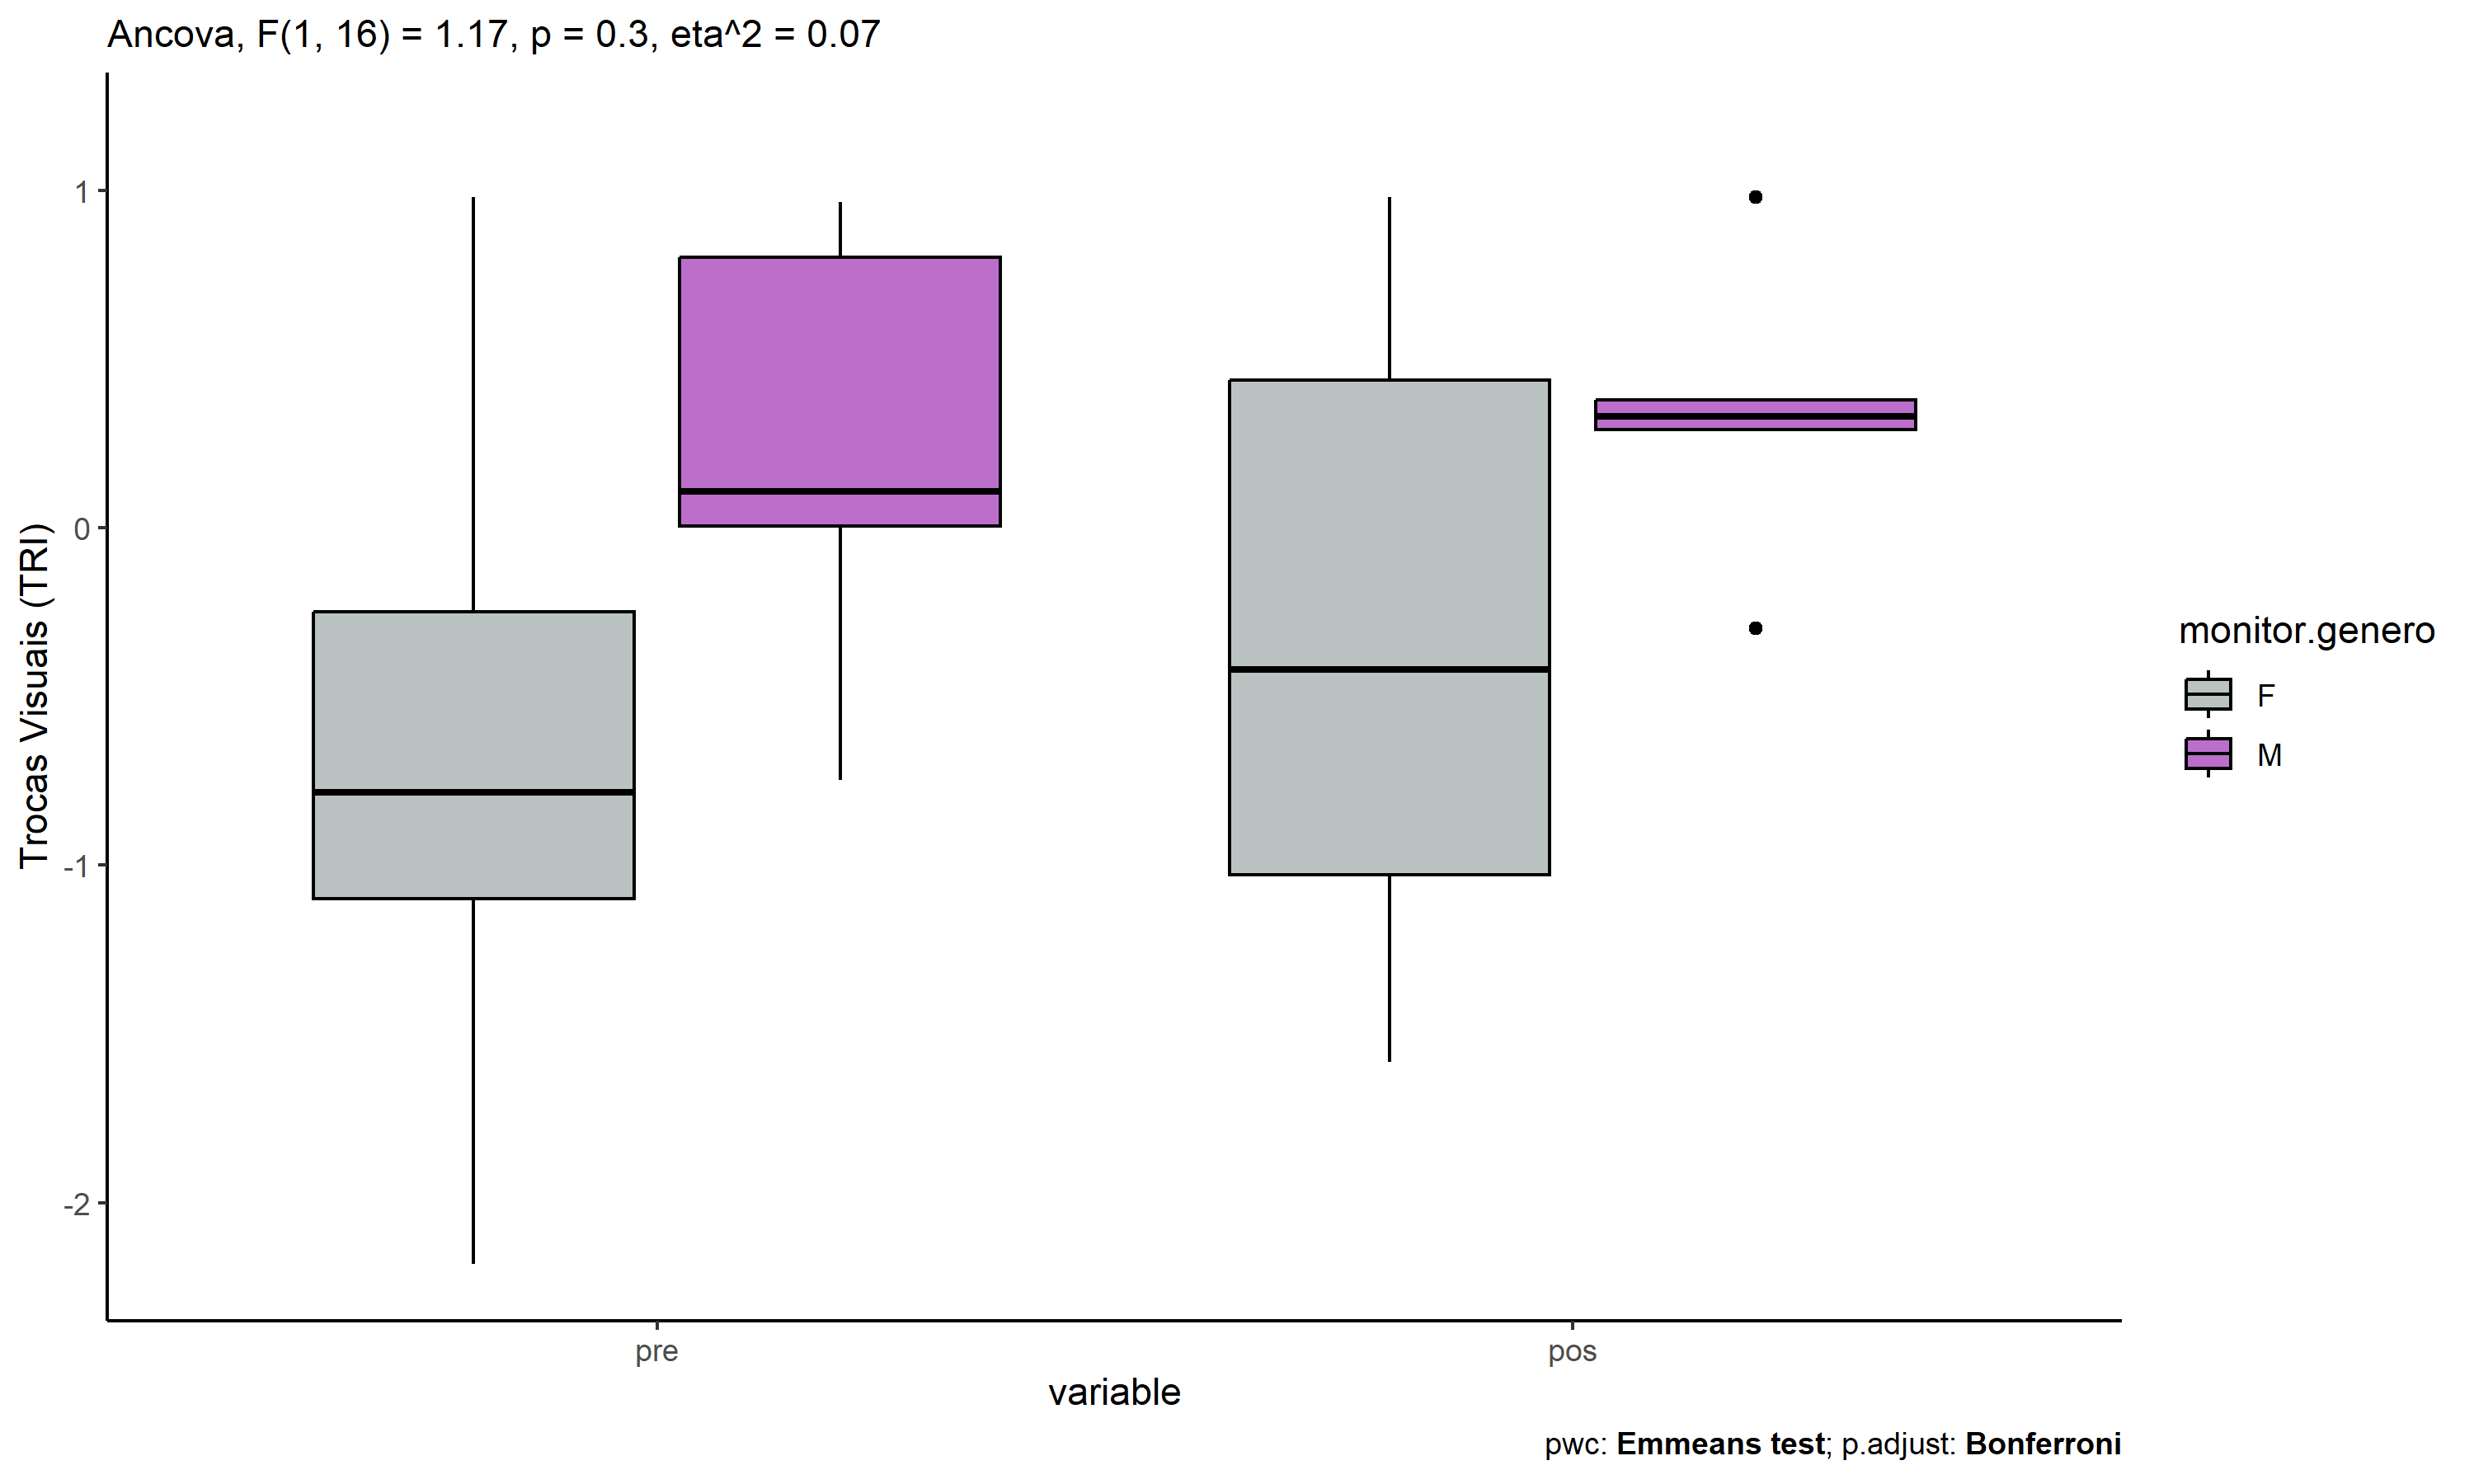 Ancova, F(1, 16) = 1.17, p = 0.3, eta^2 = 0.07
Trocas Visuais (TRI)
1
0
-1
-2
pre
pos
variable
monitor.genero
F
M
pwc: Emmeans test; p.adjust: Bonferroni